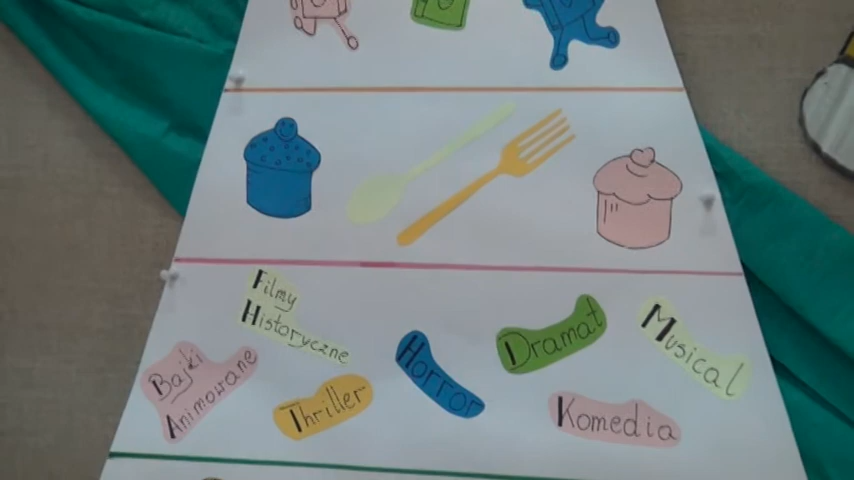 Filmy
Historyczne
Bajki
Animowane
Thriller
Horror
Dramat
Komedia
Musical